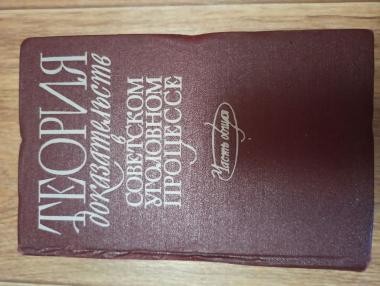 ТЕОРИЯ
доказательств
в
СОВЕТСКОМ
УГОЛОВНОМ
ПРОЦЕССЕ
Часть общая